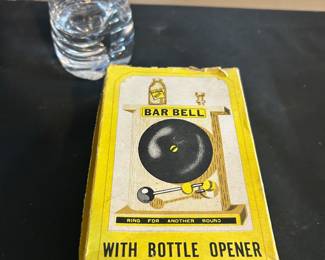 BAR BELL
RING FOR ANOTHER ROUND
WITH BOTTLE OPENER